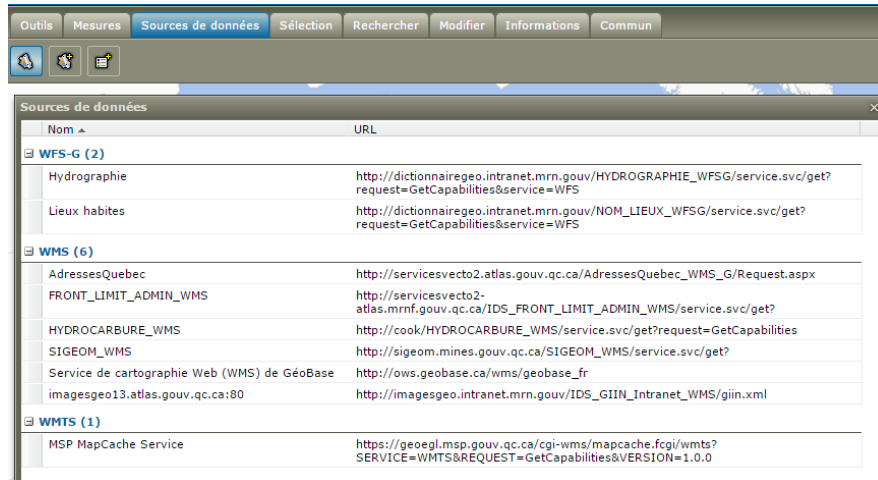 Outils Mesures Sources de données Sélection Rechercher Modifier Informations Commun
Sources de données
Nom URL
WFS-G (2)
Hydrographie http://dictionnairegeo.intranet.mrn.gouv/HYDROGRAPHIE_WFSG/service.svc/get?
request=GetCapabilities&service=WFS
Lieux habites http://dictionnairegeo.intranet.mrn.gouv/NOM_LIEUX_WFSG/service.svc/get?
request=GetCapabilities&service=WFS
WMS (6)
AdressesQuebec http://servicesvecto2.atlas.gouv.qc.ca/AdressesQuebec_WMS_G/Request.aspx
FRONT_LIMIT_ADMIN_WMS http://servicesvecto2-
atlas.mrnf.gouv.qc.ca/IDS_FRONT_LIMIT_ADMIN_WMS/service.svc/get?
HYDROCARBURE_WMS http://cook/HYDROCARBURE_WMS/service.svc/get?request=GetCapabilities
SIGEOM_WMS http://sigeom.mines.gouv.qc.ca/SIGEOM_WMS/service.svc/get?
Service de cartographie Web (WMS) de GéoBase http://ows.geobase.ca/wms/geobase_fr
imagesgeo13.atlas.gouv.qc.ca:80 http://imagesgeo.intranet.mrn.gouv/IDS_GIIN_Intranet_WMS/giin.xml
WMTS (1)
MSP MapCache Service https://geoegl.msp.gouv.qc.ca/cgi-wms/mapcache.fcgi/wmts?
SERVICE=WMTS&REQUEST=GetCapabilities&VERSION=1.0.0